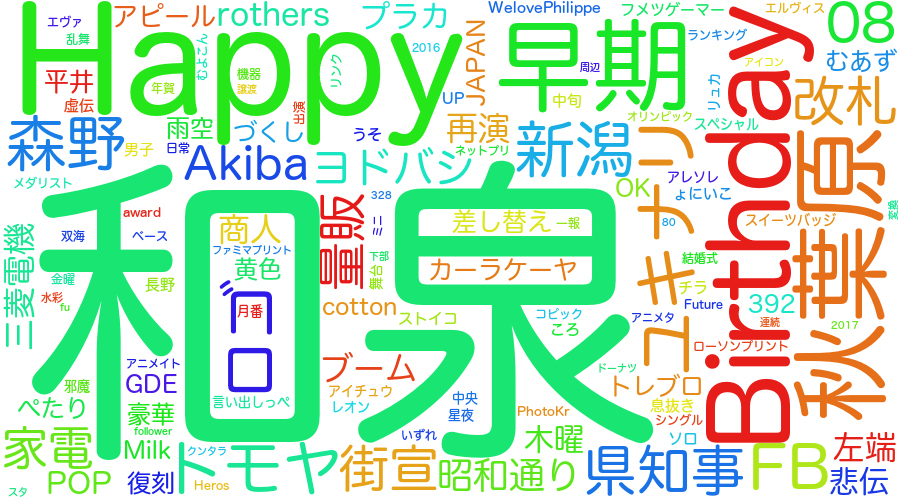 エヴァ
アピール
rothers
プラカ
WelovePhilippe
フメツゲーマー
エルヴィス
08
乱舞
Happy
2016
早期
ランキング
むあず
平井
年賀
むよこん
機器
譲渡
リンク
JAPAN
周辺
アイコン
改札
虚伝
出演
UP
中旬
リュカ
Birthday
森野
雨空
づくし
うそ
再演
新潟
オリンピック
スペシャル
男子
日常
Akiba
ヨドバシ
ネットプリ
ユキナリ
秋葉原
メダリスト
和泉
328
OK
アレソレ
ょにいこ
変換
award
商人
量販
ミニ
差し替え
一報
80
スイーツバッジ
三菱電機
双海
ベース
ファミマプリント
黄色
下部
舞台
カーラケーヤ
結婚式
金曜
長野
チラ
Future
392
水彩
fu
ゴロ
月番
cotton
ストイコ
コピック
ころ
アニメタ
連続
2017
ローソンプリント
アニメイト
ブーム
ドーナツ
邪魔
GDE
言い出しっぺ
アイチュウ
トレブロ
ぺたり
豪華
レオン
中央
星夜
PhotoKr
息抜き
シングル
follower
いずれ
木曜
ソロ
左端
家電
Milk
クンタラ
トモヤ
街宣
昭和通り
県知事
FB
悲伝
POP
復刻
Heros
スタ